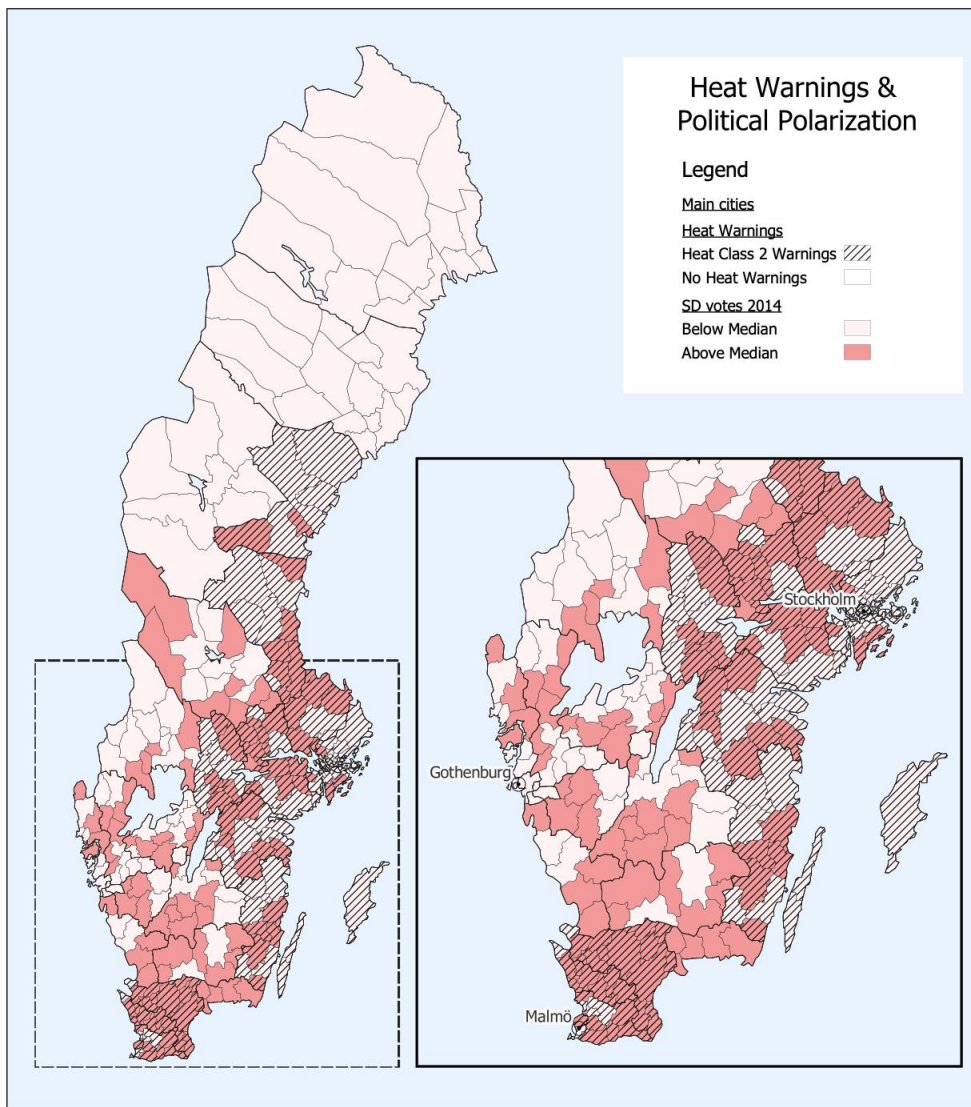 Heat Warnings &
Political Polarization
Legend
Main cities
Heat Warnings
Heat Class 2 Warnings
No Heat Warnings
SD votes 2014
Below Median
Above Median
Stockholm
Gothenburg
Malmö